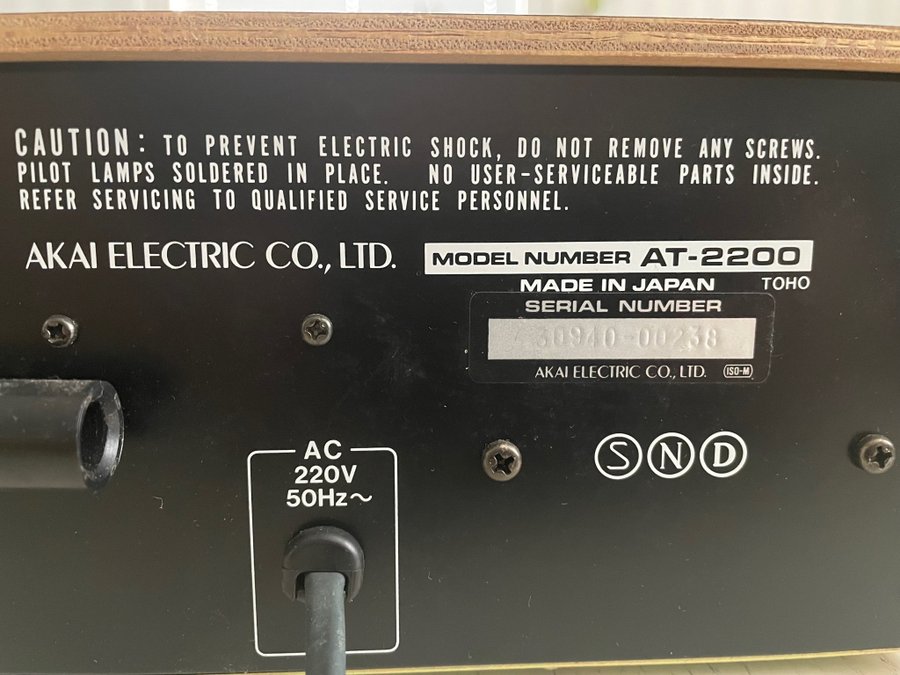 CAUTION: TO PREVENT ELECTRIC SHOCK, DO NOT REMOVE ANY SCREWS.
PILOT LAMPS SOLDERED IN PLACE. NO USER-SERVICEABLE PARTS INSIDE.
REFER SERVICING TO QUALIFIED SERVICE PERSONNEL.
AKAI ELECTRIC CO., LTD. MODEL NUMBER AT-2200
MADE IN JAPAN TOHO
SERIAL NUMBER
AKAI ELECTRIC CO., LTD. ISO-M
AC
220V
50Hz～
S N D